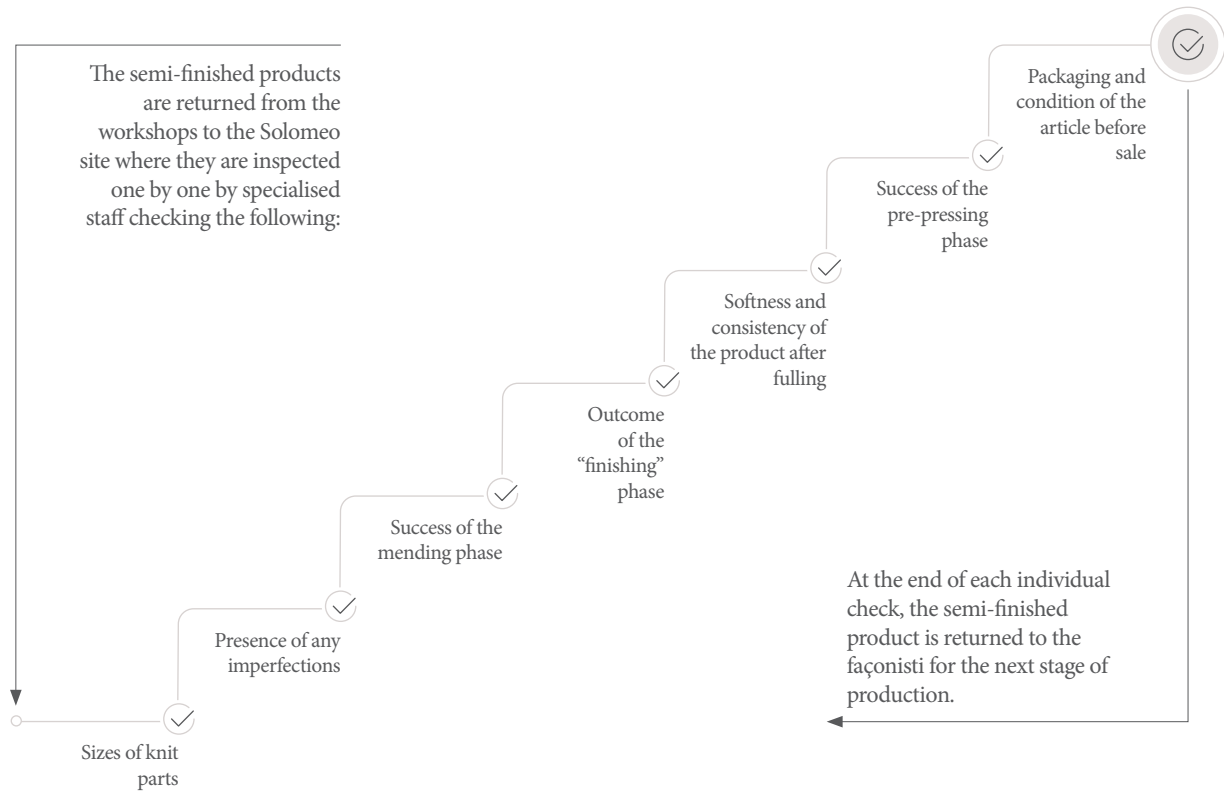 The semi-finished products
are returned from the
workshops to the Solomeo
site where they are inspected
one by one by specialised
staff checking the following:
Sizes of knit
parts
Presence of any
imperfections
Success of the
mending phase
Outcome
of the
“finishing”
phase
Softness and
consistency of
the product after
fulling
Success of the
pre-pressing
phase
Packaging and
condition of the
article before
sale
At the end of each individual
check, the semi-finished
product is returned to the
façonisti for the next stage of
production.